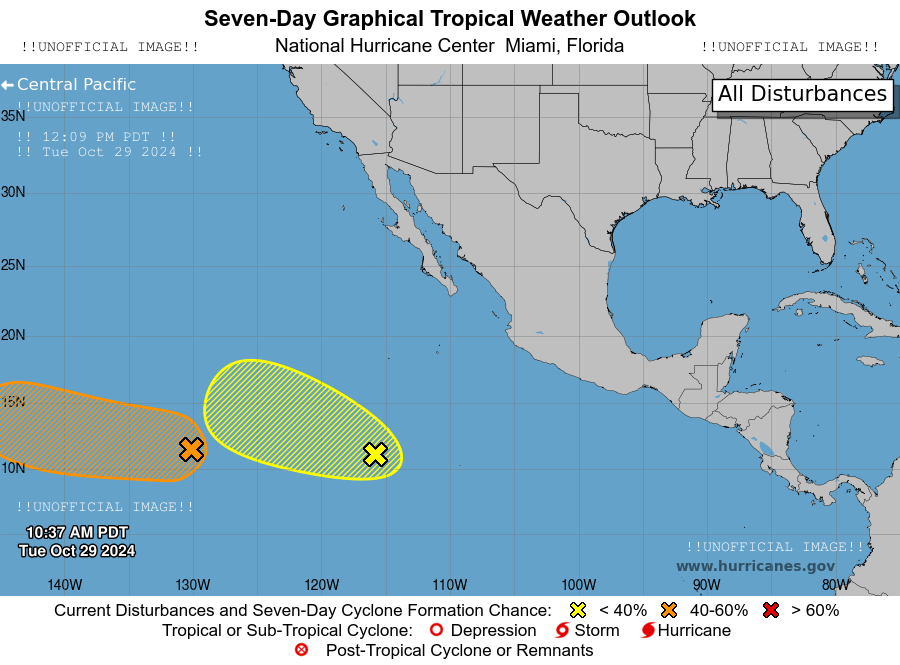 Seven-Day Graphical Tropical Weather Outlook
!!UNOFFICIAL IMAGE!! National Hurricane Center Miami, Florida !!UNOFFICIAL IMAGE!!
Central Pacific
All Disturbances
!!UNOFFICIAL IMAGE!!
35N
!! 12:09 PM PDT !!
!! Tue Oct 29 2024 !!
30N
25N
20N
15N
10N
!!UNOFFICIAL IMAGE!!
10:37 AM PDT
Tue Oct 29 2024
!!UNOFFICIAL IMAGE!!
www.hurricanes.gov
140W 130W 120W 110W 100W 90W 80W
Current Disturbances and Seven-Day Cyclone Formation Chance: < 40% 40-60% > 60%
Tropical or Sub-Tropical Cyclone: Depression Storm Hurricane
Post-Tropical Cyclone or Remnants